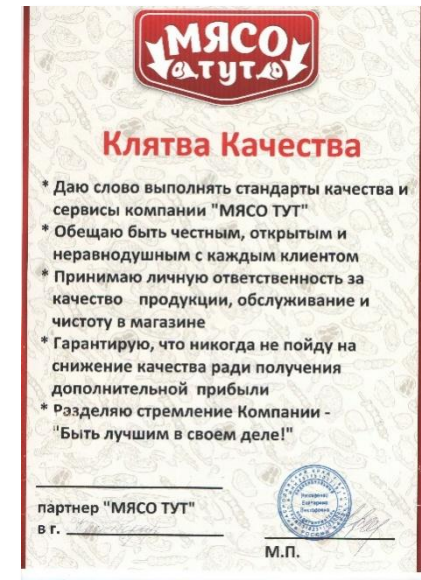 МЯСО
ТУТ
Клятва Качества
* Даю слово выполнять стандарты качества и
сервисы компании "МЯСО ТУТ"
* Обещаю быть честным, открытым и
неравнодушным с каждым клиентом
* Принимаю личную ответственность за
качество продукции, обслуживание и
чистоту в магазине
* Гарантирую, что никогда не пойду на
снижение качества ради получения
дополнительной прибыли
* Разделяю стремление Компании -
"Быть лучшим в своем деле!"
партнер "МЯСО ТУТ"
в г.
М.П.